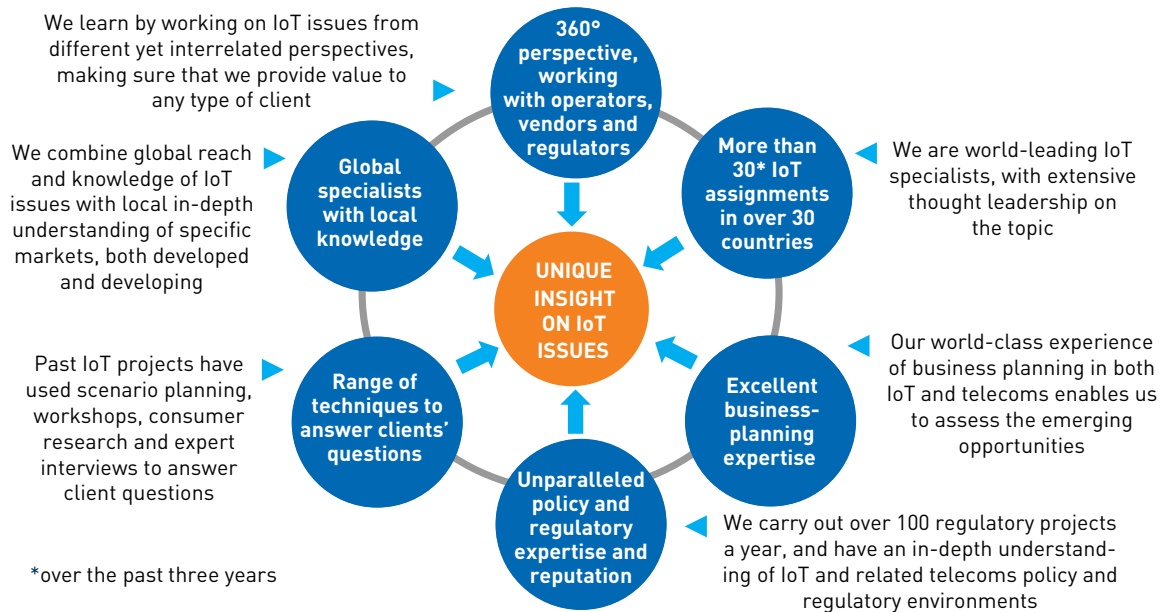 We learn by working on IoT issues from
different yet interrelated perspectives,
making sure that we provide value to
any type of client
360°
perspective,
working
with operators,
vendors and
regulators
More than
30* IoT
assignments
in over 30
countries
We are world-leading IoT
specialists, with extensive
thought leadership on
the topic
We combine global reach
and knowledge of IoT
issues with local in-depth
understanding of specific
markets, both developed
and developing
Global
specialists
with local
knowledge
UNIQUE
INSIGHT
ON IoT
ISSUES
Past IoT projects have
used scenario planning,
workshops, consumer
research and expert
interviews to answer
client questions
Range of
techniques to
answer clients’
questions
Excellent
business-
planning
expertise
Our world-class experience
of business planning in both
IoT and telecoms enables us
to assess the emerging
opportunities
Unparalleled
policy and
regulatory
expertise and
reputation
We carry out over 100 regulatory projects
a year, and have an in-depth understand-
ing of IoT and related telecoms policy and
regulatory environments
*over the past three years